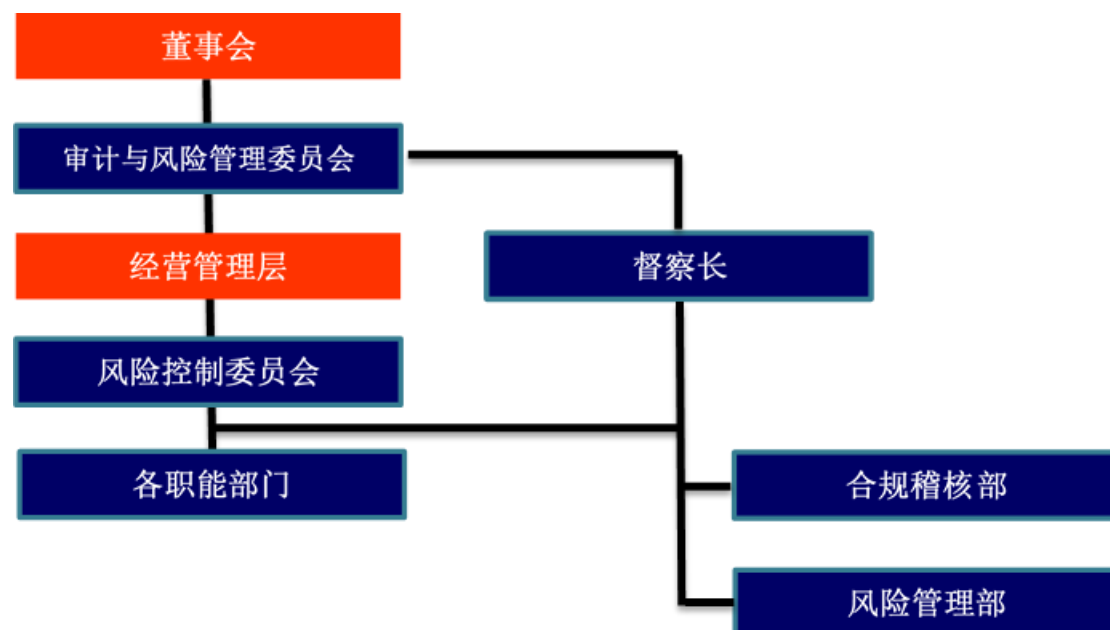 董事会
审计与风险管理委员会
经营管理层
督察长
风险控制委员会
各职能部门
合规稽核部
风险管理部